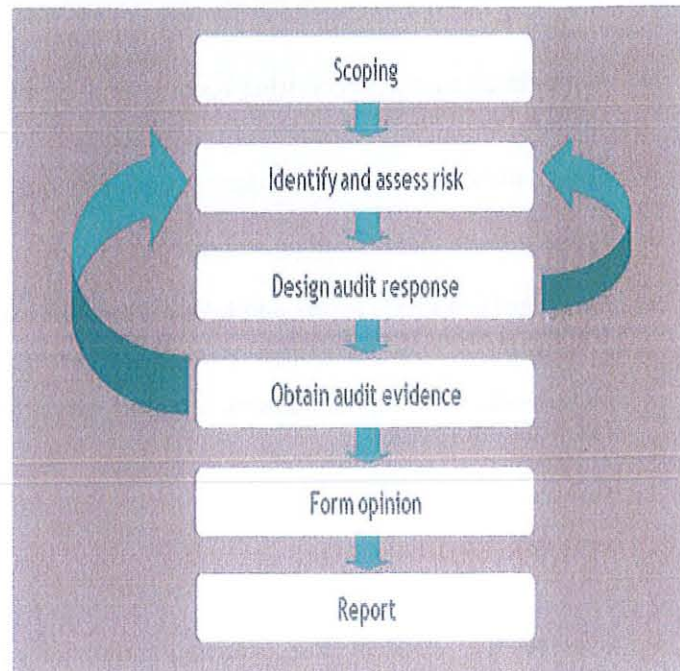 Scoping
Identify and assess risk
Design audit response
Obtain audit evidence
Form opinion
Report